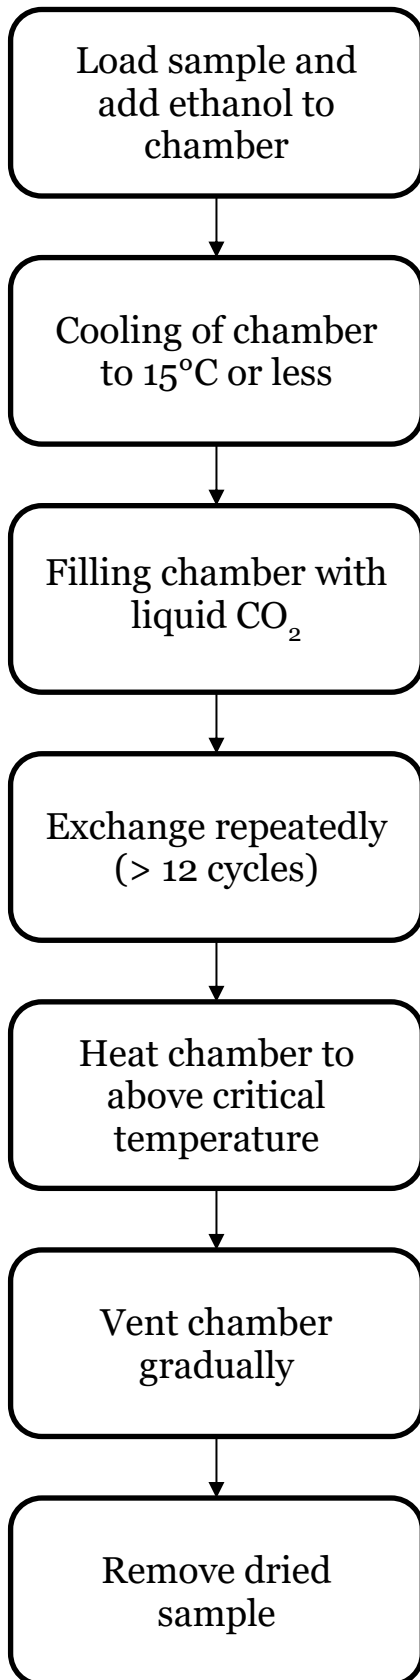 Load sample and
add ethanol to
chamber
Cooling of chamber
to 15°C or less
Filling chamber with
liquid CO₂
Exchange repeatedly
(> 12 cycles)
Heat chamber to
above critical
temperature
Vent chamber
gradually
Remove dried
sample